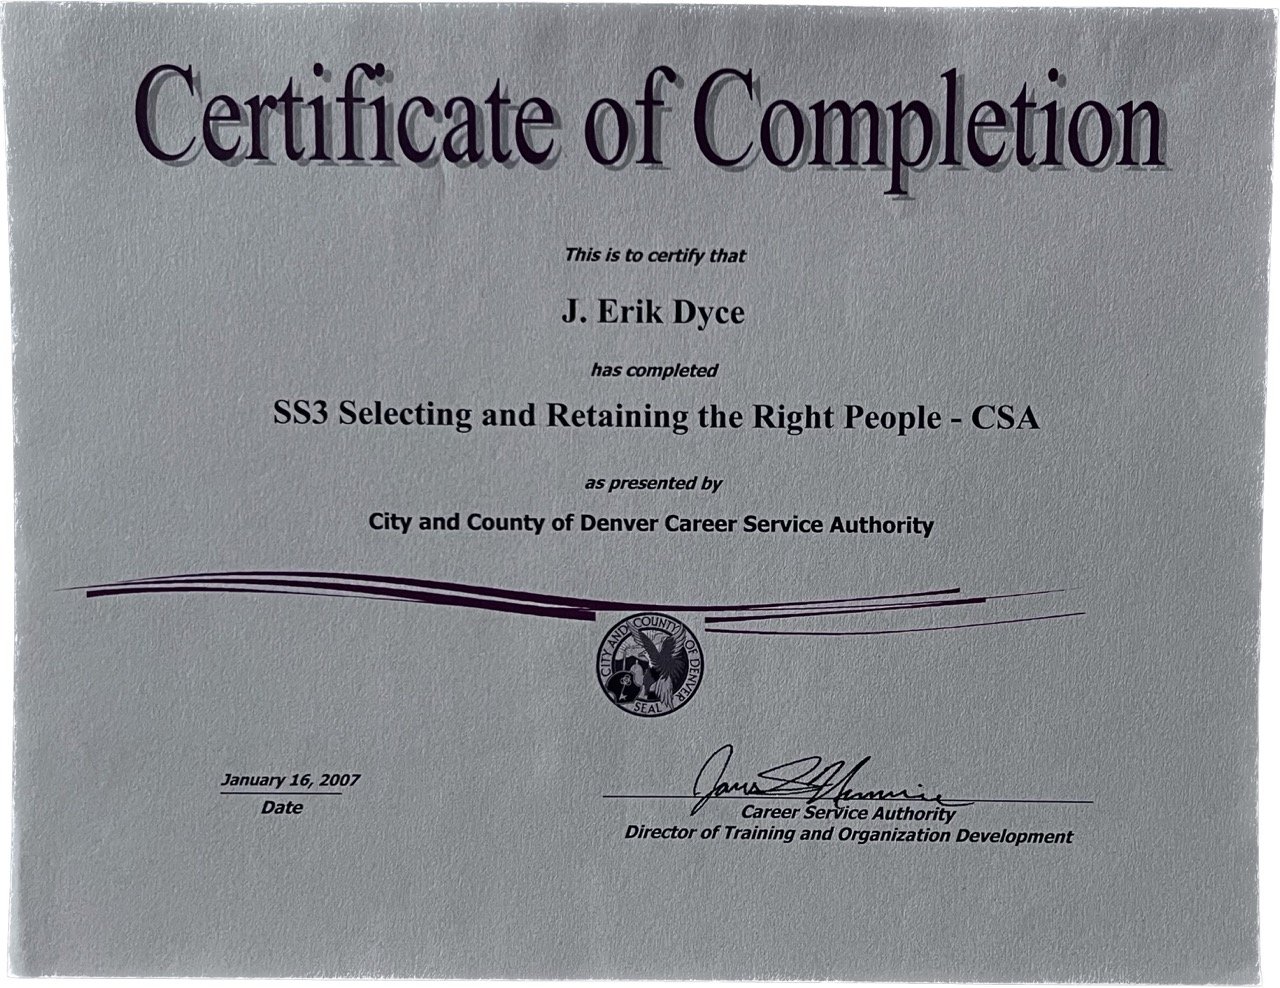 Certificate of Completion
This is to certify that
J. Erik Dyce
has completed
SS3 Selecting and Retaining the Right People - CSA
as presented by
City and County of Denver Career Service Authority
CITY AND COUNTY OF DENVER
SEAL
January 16, 2007
Date
Career Service Authority
Director of Training and Organization Development